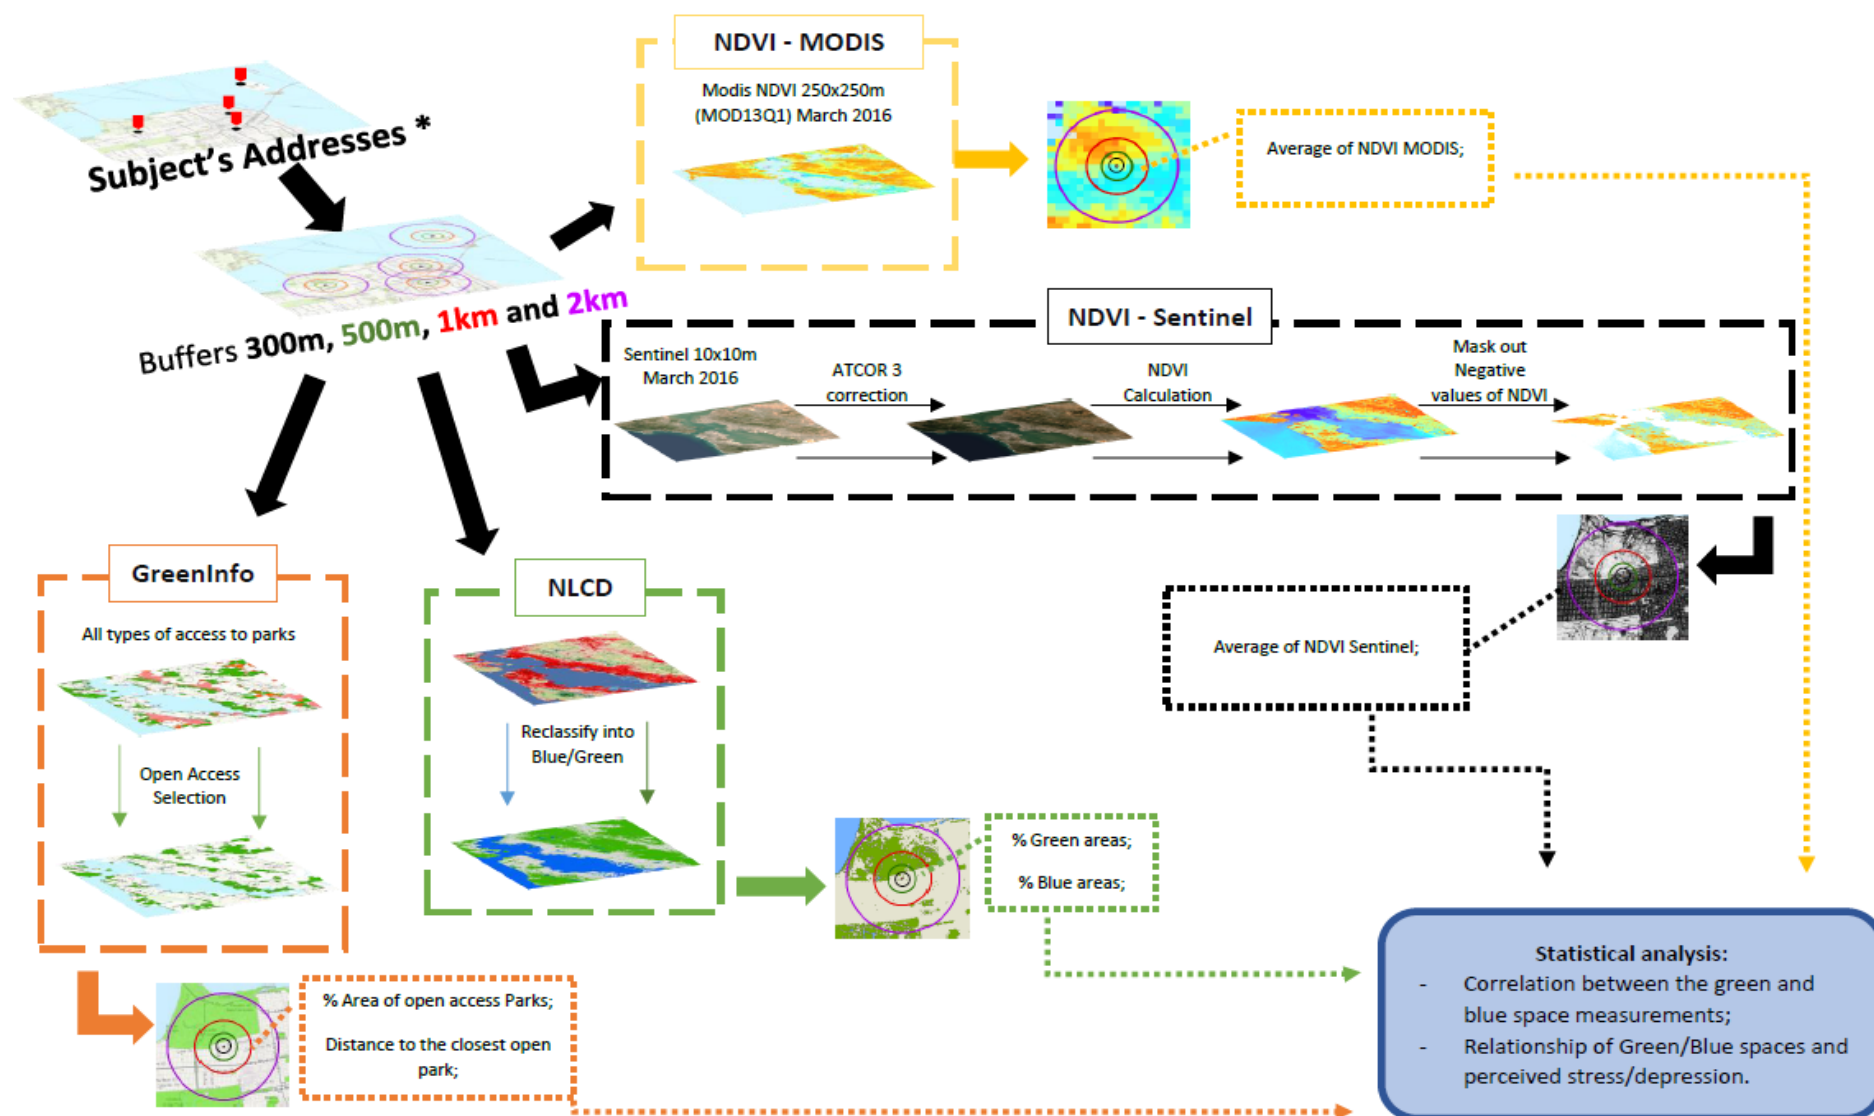 Subject's Addresses *
Buffers 300m, 500m, 1km and 2km
NDVI - MODIS
Modis NDVI 250x250m
(MOD13Q1) March 2016
Average of NDVI MODIS;
NDVI - Sentinel
Sentinel 10x10m
March 2016
ATCOR 3
correction
NDVI
Calculation
Mask out
Negative
values of NDVI
Average of NDVI Sentinel;
GreenInfo
All types of access to parks
Open Access
Selection
% Area of open access Parks;
Distance to the closest open
park;
NLCD
Reclassify into
Blue/Green
% Green areas;
% Blue areas;
Statistical analysis:
- Correlation between the green and
blue space measurements;
- Relationship of Green/Blue spaces and
perceived stress/depression.